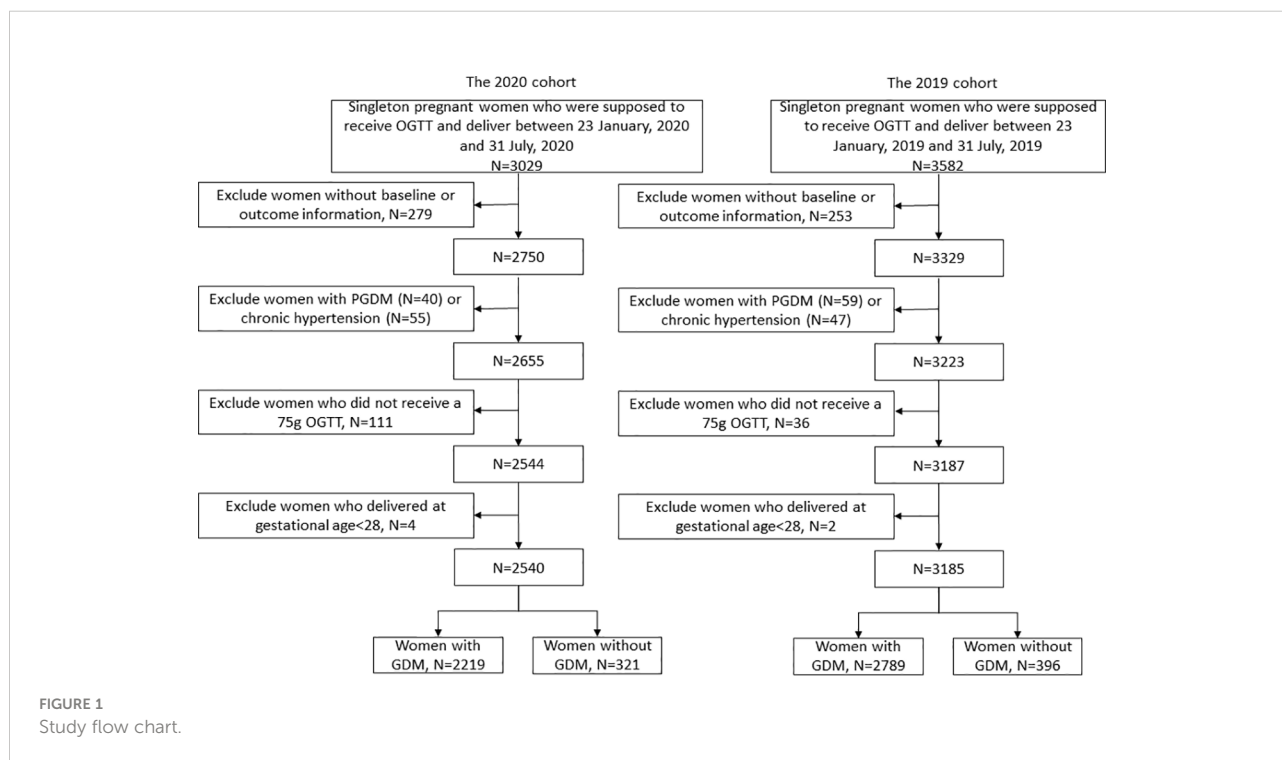 The 2020 cohort
Singleton pregnant women who were supposed to
receive OGTT and deliver between 23 January, 2020
and 31 July, 2020
N=3029
Exclude women without baseline or
outcome information, N=279
N=2750
Exclude women with PGDM (N=40) or
chronic hypertension (N=55)
N=2655
Exclude women who did not receive a
75g OGTT, N=111
N=2544
Exclude women who delivered at
gestational age<28, N=4
N=2540
Women with
GDM, N=2219
Women without
GDM, N=321
The 2019 cohort
Singleton pregnant women who were supposed
to receive OGTT and deliver between 23
January, 2019 and 31 July, 2019
N=3582
Exclude women without baseline or
outcome information, N=253
N=3329
Exclude women with PGDM (N=59) or
chronic hypertension (N=47)
N=3223
Exclude women who did not receive a
75g OGTT, N=36
N=3187
Exclude women who delivered at
gestational age<28, N=2
N=3185
Women with
GDM, N=2789
Women without
GDM, N=396
FIGURE 1
Study flow chart.